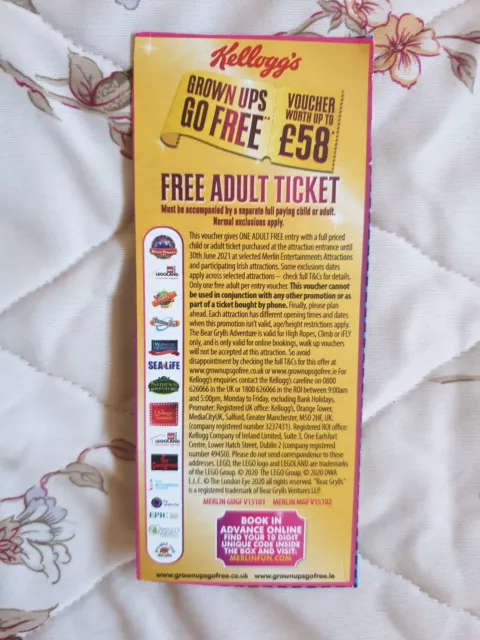 Kellogg's
GROWN UPS
GO FREE**
VOUCHER
WORTH UP TO
£58*
FREE ADULT TICKET
Must be accompanied by a separate full paying child or adult.
Normal exclusions apply.
This voucher gives ONE ADULT FREE entry with a full priced
child or adult ticket purchased at the attraction entrance until
30th June 2021 at selected Merlin Entertainments Attractions
and participating Irish attractions. Some exclusions dates
apply across selected attractions – check full T&Cs for details.
Only one free adult per entry voucher. This voucher cannot
be used in conjunction with any other promotion or as
part of a ticket bought by phone. Finally, please plan
ahead. Each attraction has different opening times and dates
when this promotion isn't valid, age/height restrictions apply.
The Bear Grylls Adventure is valid for High Ropes, Climb or iFLY
only, and is only valid for online bookings, walk up vouchers
will not be accepted at this attraction. So avoid
disappointment by checking the full T&Cs for this offer at
www.grownupsgofree.co.uk or www.grownupsgofree.ie For
Kellogg's enquiries contact the Kellogg's careline on 0800
626066 in the UK or 1800 626066 in the ROI between 9:00am
and 5:00pm, Monday to Friday, excluding Bank Holidays.
Promoter: Registered UK office: Kellogg's, Orange Tower,
MediaCityUK, Salford, Greater Manchester, M50 2HE, UK.
(company registration number 3237431). Registered ROI office:
Kellogg Company of Ireland Limited, Suite 3, One Earlsfort
Centre, Lower Hatch Street, Dublin 2 (company registration
number 49450). Please do not send correspondence to these
addresses. LEGO, the LEGO logo and LEGOLAND are trademarks
of the LEGO Group. © 2020 The LEGO Group. © 2020 DWA
L.L.C. © The London Eye 2020 all rights reserved. "Bear Grylls"
is a registered trademark of Bear Grylls Ventures LLP.
MERLIN GUGF V15101 MERLIN MGF V15102
LEGOLAND
SEA LIFE
LEGOLAND
EPIC
BOOK IN
ADVANCE ONLINE
FIND YOUR 10 DIGIT
UNIQUE CODE INSIDE
THE BOX AND VISIT:
MERLINFUN.COM
www.grownupsgofree.co.uk www.grownupsgofree.ie